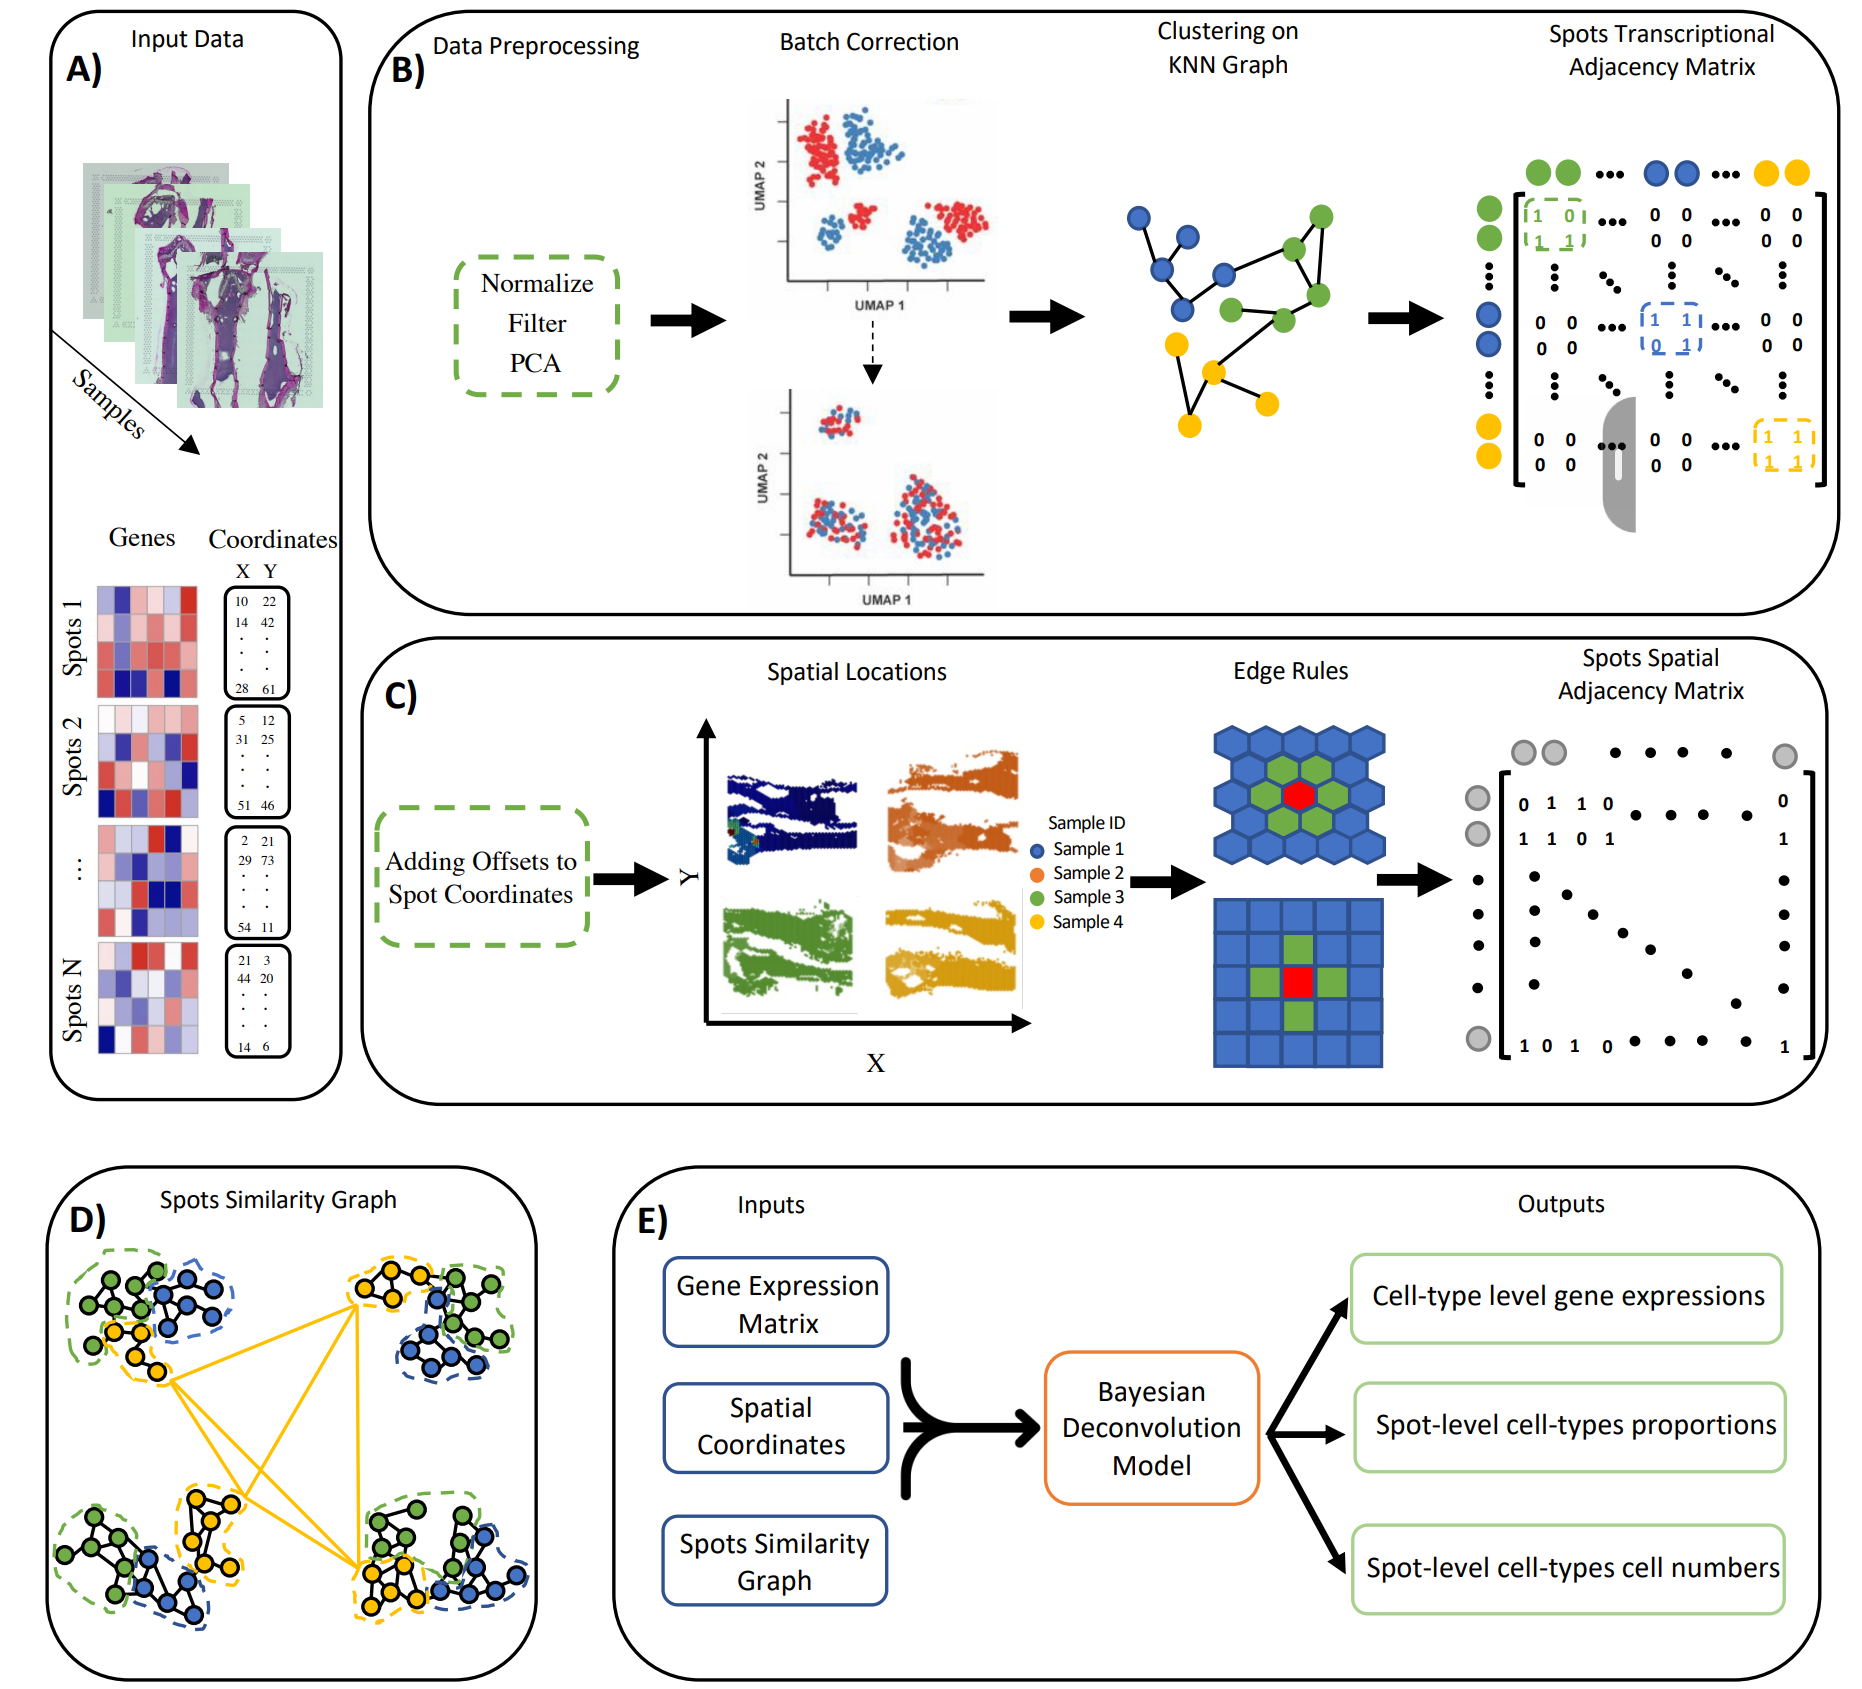 A)
Input Data
Samples
Genes
Coordinates
X Y
Spots 1
10 22
14 42
28 61
Spots 2
5 12
31 25
51 46
...
2 21
29 73
54 11
Spots N
21 3
44 20
14 6
B)
Data Preprocessing
Normalize
Filter
PCA
Batch Correction
UMAP 2
UMAP 1
UMAP 2
UMAP 1
Clustering on
KNN Graph
Spots Transcriptional
Adjacency Matrix
1 0 ... 0 0 ... 0 0
1 1 0 0 0 0
0 0 ... 1 1 ... 0 0
0 0 0 1 0 0
0 0 ... 0 0 ... 1 1
0 0 0 0 1 1
C)
Adding Offsets to
Spot Coordinates
Spatial Locations
Y
X
Sample ID
Sample 1
Sample 2
Sample 3
Sample 4
Edge Rules
Spots Spatial
Adjacency Matrix
0 1 1 0 . . . . 0
1 1 0 1 1
1 0 1 0 . . . . 1
D)
Spots Similarity Graph
E)
Inputs
Gene Expression
Matrix
Spatial
Coordinates
Spots Similarity
Graph
Bayesian
Deconvolution
Model
Outputs
Cell-type level gene expressions
Spot-level cell-types proportions
Spot-level cell-types cell numbers